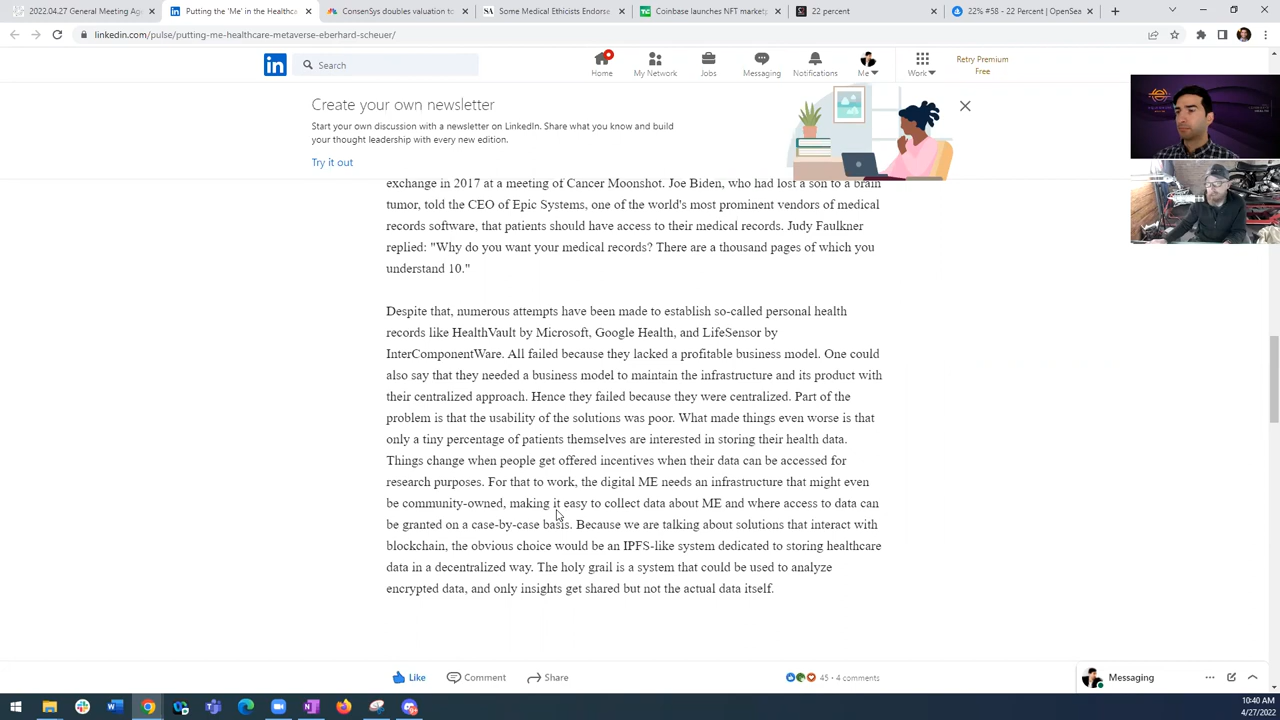 2022.04.27 General Meeting Ag
Putting the 'Me' in the Healthc
ConsenSys doubles valuation to
Some Medical Ethicists Endorse
Coinbase launches NFT market
22 percent
22% #58 - 22 Percent | OpenSea
linkedin.com/pulse/putting-me-healthcare-metaverse-eberhard-scheuer/
in
Search
Home
My Network
Jobs
Messaging
Notifications
Me
Work
Retry Premium
Free
Create your own newsletter
Start your own discussion with a newsletter on LinkedIn. Share what you know and build
your thought leadership with every new edition.
Try it out
exchange in 2017 at a meeting of Cancer Moonshot. Joe Biden, who had lost a son to a brain
tumor, told the CEO of Epic Systems, one of the world's most prominent vendors of medical
records software, that patients should have access to their medical records. Judy Faulkner
replied: "Why do you want your medical records? There are a thousand pages of which you
understand 10."
Despite that, numerous attempts have been made to establish so-called personal health
records like HealthVault by Microsoft, Google Health, and LifeSensor by
InterComponentWare. All failed because they lacked a profitable business model. One could
also say that they needed a business model to maintain the infrastructure and its product with
their centralized approach. Hence they failed because they were centralized. Part of the
problem is that the usability of the solutions was poor. What made things even worse is that
only a tiny percentage of patients themselves are interested in storing their health data.
Things change when people get offered incentives when their data can be accessed for
research purposes. For that to work, the digital ME needs an infrastructure that might even
be community-owned, making it easy to collect data about ME and where access to data can
be granted on a case-by-case basis. Because we are talking about solutions that interact with
blockchain, the obvious choice would be an IPFS-like system dedicated to storing healthcare
data in a decentralized way. The holy grail is a system that could be used to analyze
encrypted data, and only insights get shared but not the actual data itself.
Like
Comment
Share
45 · 4 comments
Messaging
10:40 AM
4/27/2022